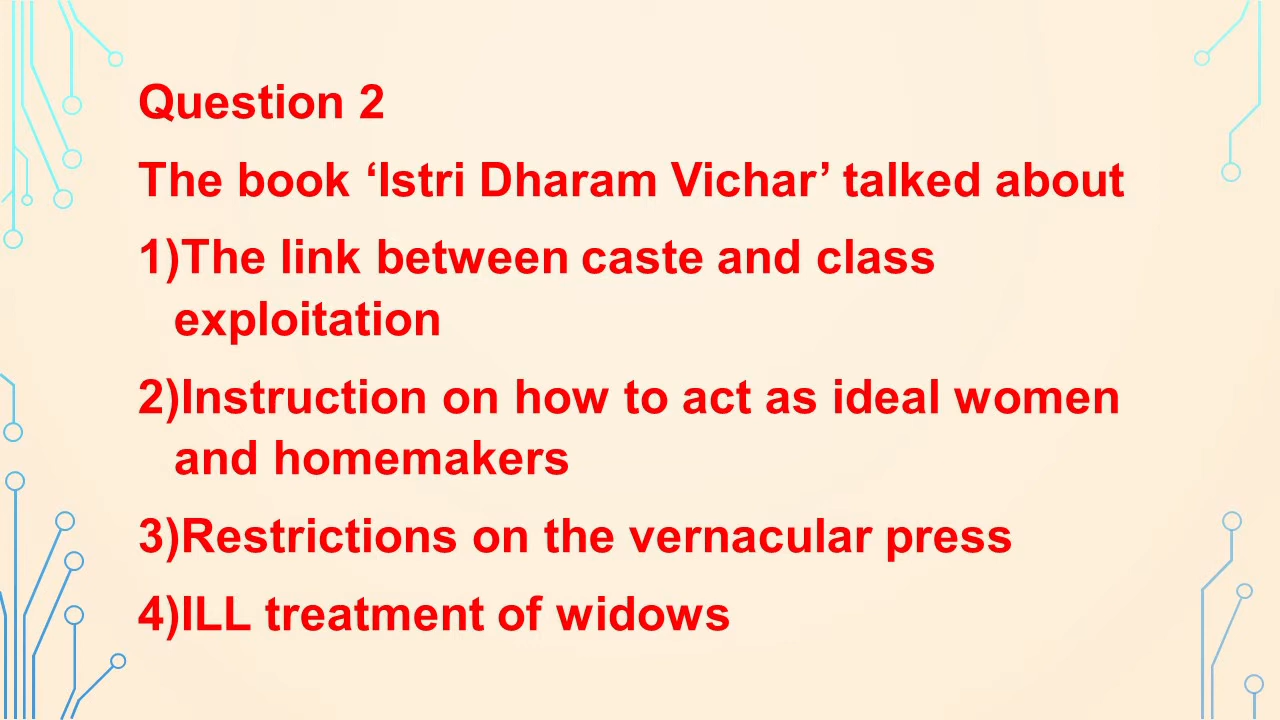 Question 2
The book ‘Istri Dharam Vichar’ talked about
1)The link between caste and class
exploitation
2)Instruction on how to act as ideal women
and homemakers
3)Restrictions on the vernacular press
4)ILL treatment of widows